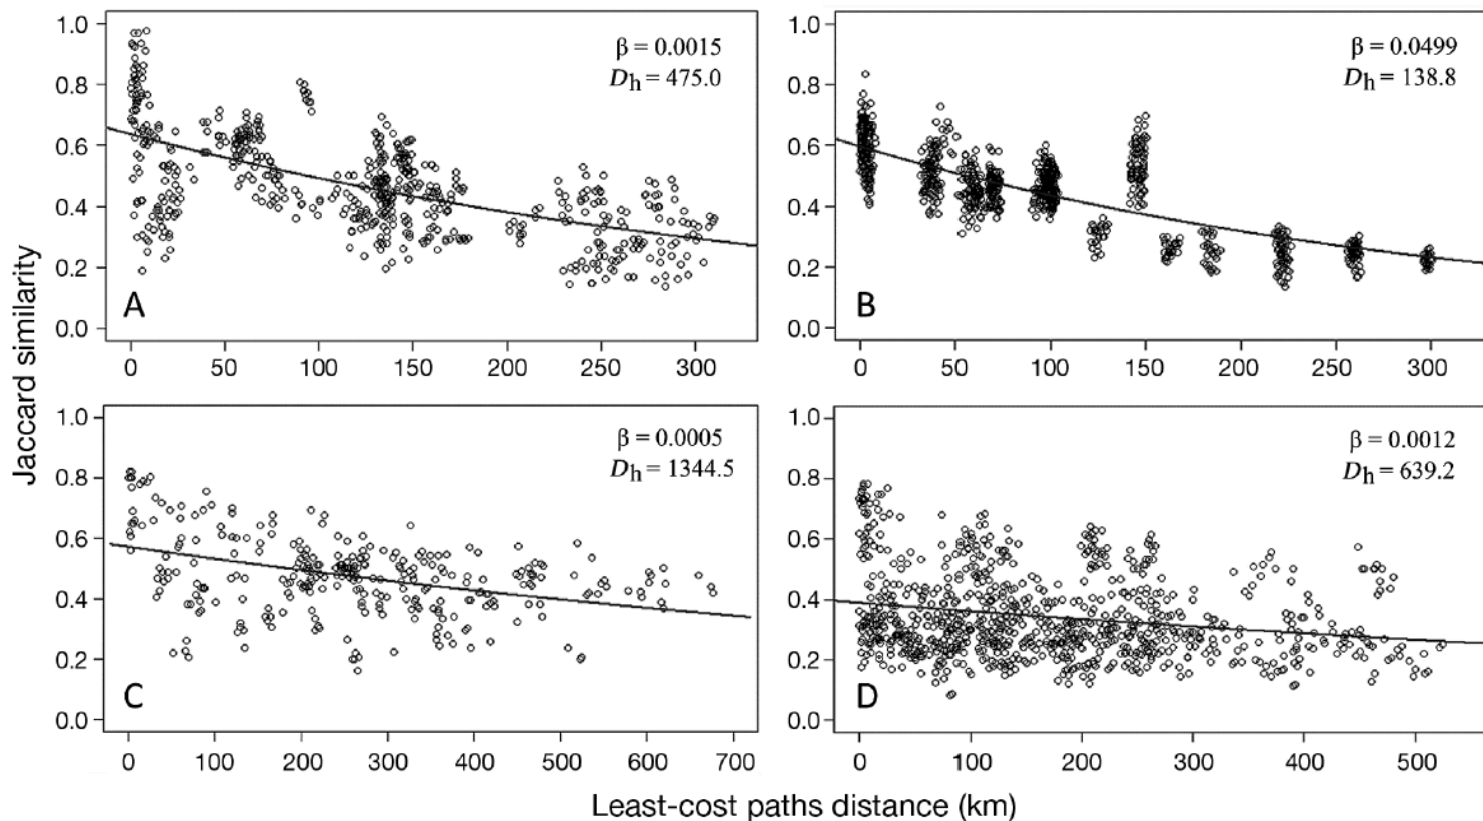 1.0
0.8
0.6
0.4
0.2
0.0
β = 0.0015
Dh = 475.0
A
0 50 100 150 200 250 300
1.0
0.8
0.6
0.4
0.2
0.0
β = 0.0499
Dh = 138.8
B
0 50 100 150 200 250 300
Jaccard similarity
1.0
0.8
0.6
0.4
0.2
0.0
β = 0.0005
Dh = 1344.5
C
0 100 200 300 400 500 600 700
1.0
0.8
0.6
0.4
0.2
0.0
β = 0.0012
Dh = 639.2
D
0 100 200 300 400 500
Least-cost paths distance (km)